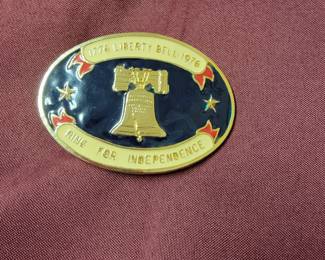 1776 LIBERTY BELL 1976
RING FOR INDEPENDENCE